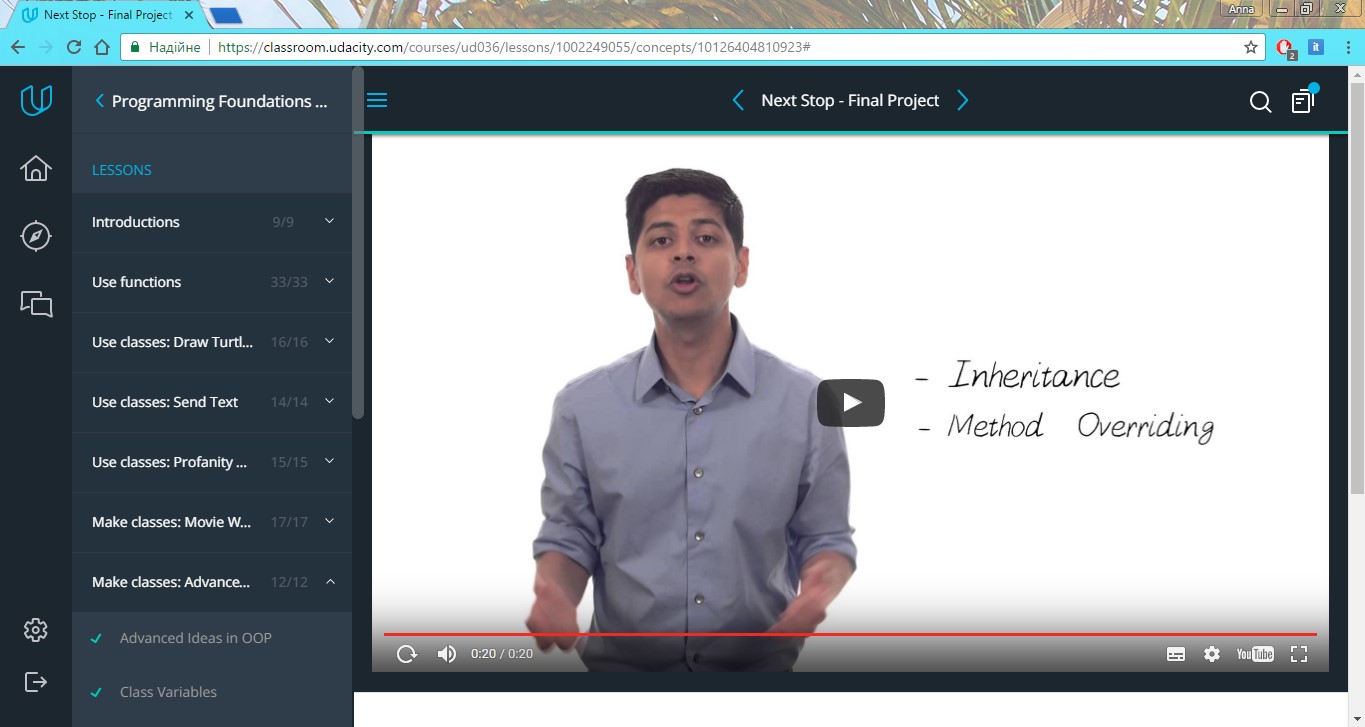 Next Stop - Final Project
Anna
Надійне
https://classroom.udacity.com/courses/ud036/lessons/1002249055/concepts/10126404810923#
2
it
Programming Foundations ...
Next Stop - Final Project
LESSONS
Introductions 9/9
Use functions 33/33
Use classes: Draw Turtl... 16/16
Use classes: Send Text 14/14
Use classes: Profanity ... 15/15
Make classes: Movie W... 17/17
Make classes: Advance... 12/12
Advanced Ideas in OOP
Class Variables
- Inheritance
- Method Overriding
0:20 / 0:20
YouTube